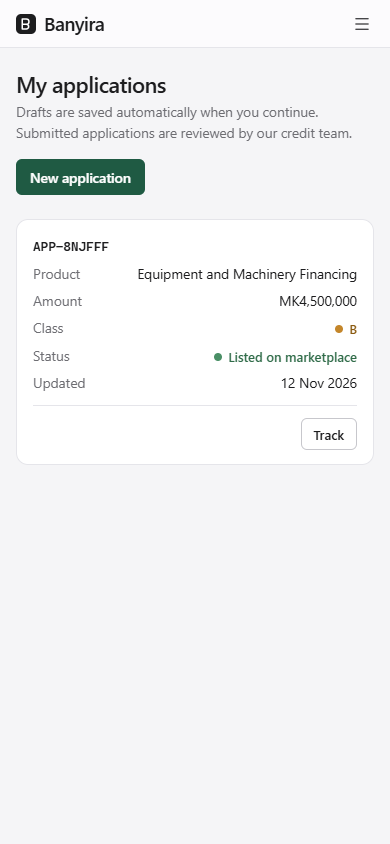 B Banyira
My applications
Drafts are saved automatically when you continue.
Submitted applications are reviewed by our credit team.
New application
APP-8NJFFF
Product Equipment and Machinery Financing
Amount MK4,500,000
Class B
Status Listed on marketplace
Updated 12 Nov 2026
Track